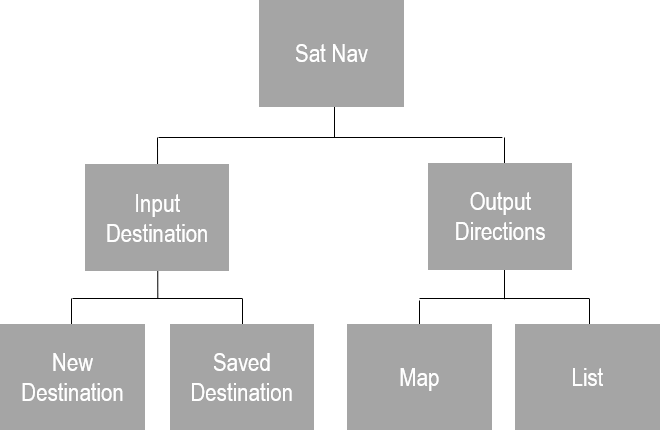 Sat Nav
Input
Destination
Output
Directions
New
Destination
Saved
Destination
Map
List